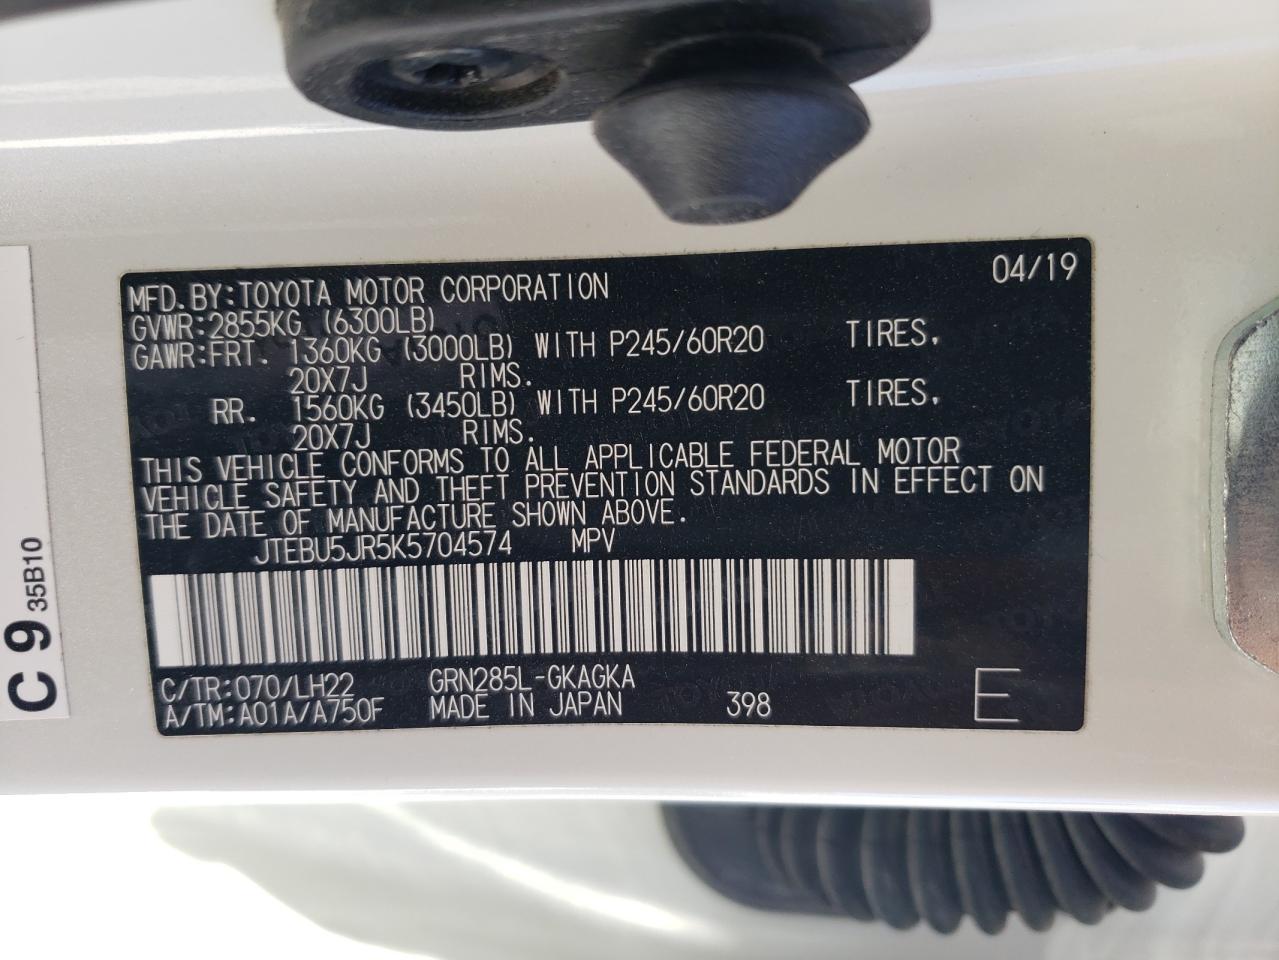 04/19
MFD.BY:TOYOTA MOTOR CORPORATION
GVWR:2855KG (6300LB)
GAWR:FRT. 1360KG (3000LB) WITH P245/60R20 TIRES,
20X7J RIMS.
RR. 1560KG (3450LB) WITH P245/60R20 TIRES,
20X7J RIMS.
THIS VEHICLE CONFORMS TO ALL APPLICABLE FEDERAL MOTOR
VEHICLE SAFETY AND THEFT PREVENTION STANDARDS IN EFFECT ON
THE DATE OF MANUFACTURE SHOWN ABOVE.
JTEBU5JR5K5704574 MPV
C/TR:070/LH22 GRN285L-GKAGKA
A/TM:A01A/A750F MADE IN JAPAN 398 E
C 9 35B10